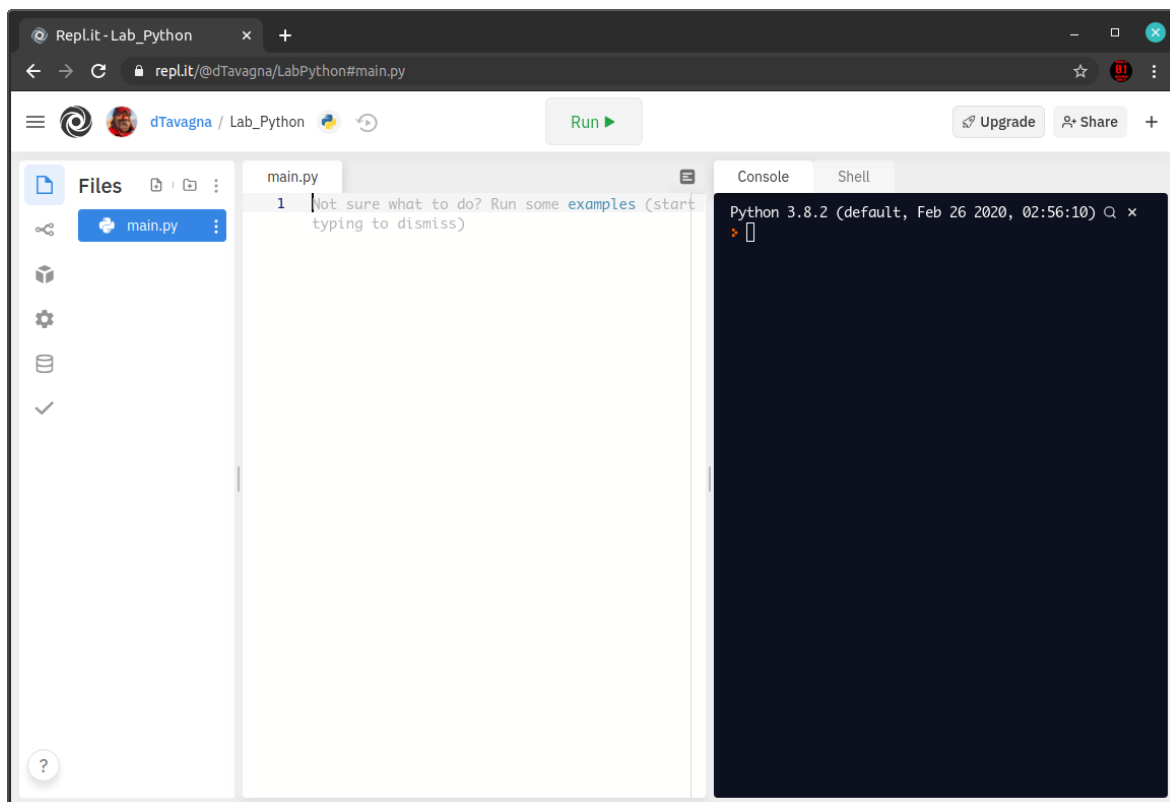 Repl.it - Lab_Python
repl.it/@dTavagna/LabPython#main.py
dTavagna / Lab_Python
Run
Upgrade
Share
Files
main.py
main.py
1 Not sure what to do? Run some examples (start
typing to dismiss)
Console
Shell
Python 3.8.2 (default, Feb 26 2020, 02:56:10)
?